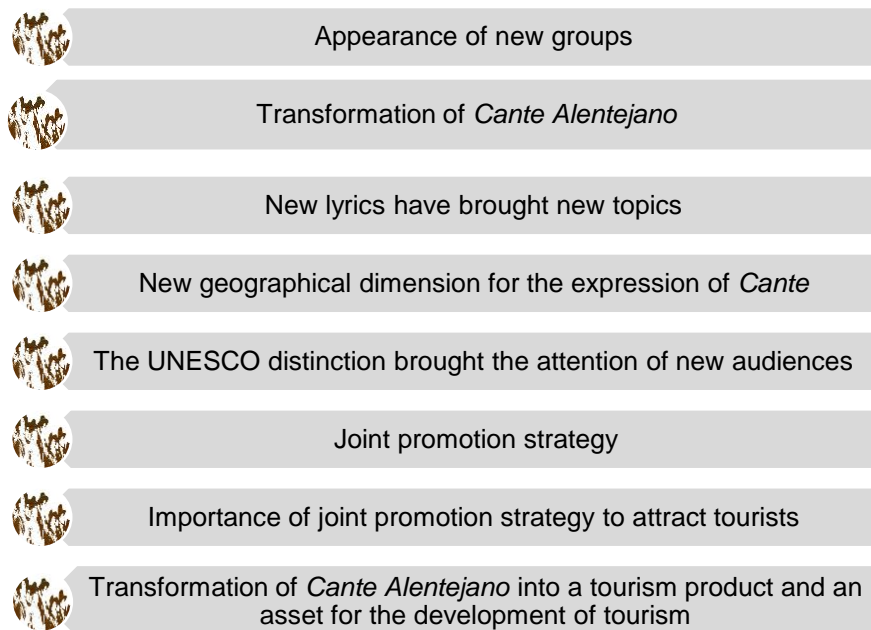 Appearance of new groups
Transformation of Cante Alentejano
New lyrics have brought new topics
New geographical dimension for the expression of Cante
The UNESCO distinction brought the attention of new audiences
Joint promotion strategy
Importance of joint promotion strategy to attract tourists
Transformation of Cante Alentejano into a tourism product and an
asset for the development of tourism